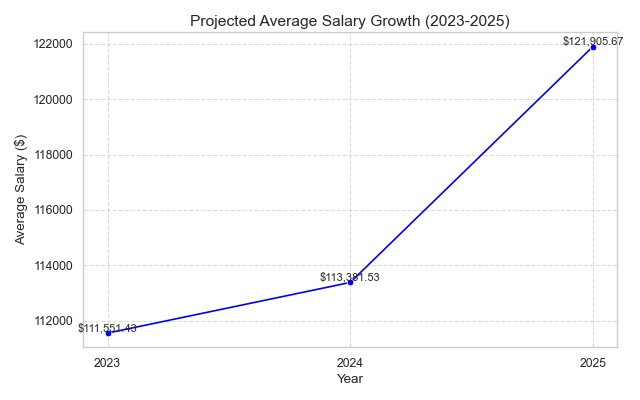 Projected Average Salary Growth (2023-2025)
122000
120000
118000
116000
114000
112000
Average Salary ($)
$121,905.67
$113,381.53
$111,551.43
2023 2024 2025
Year